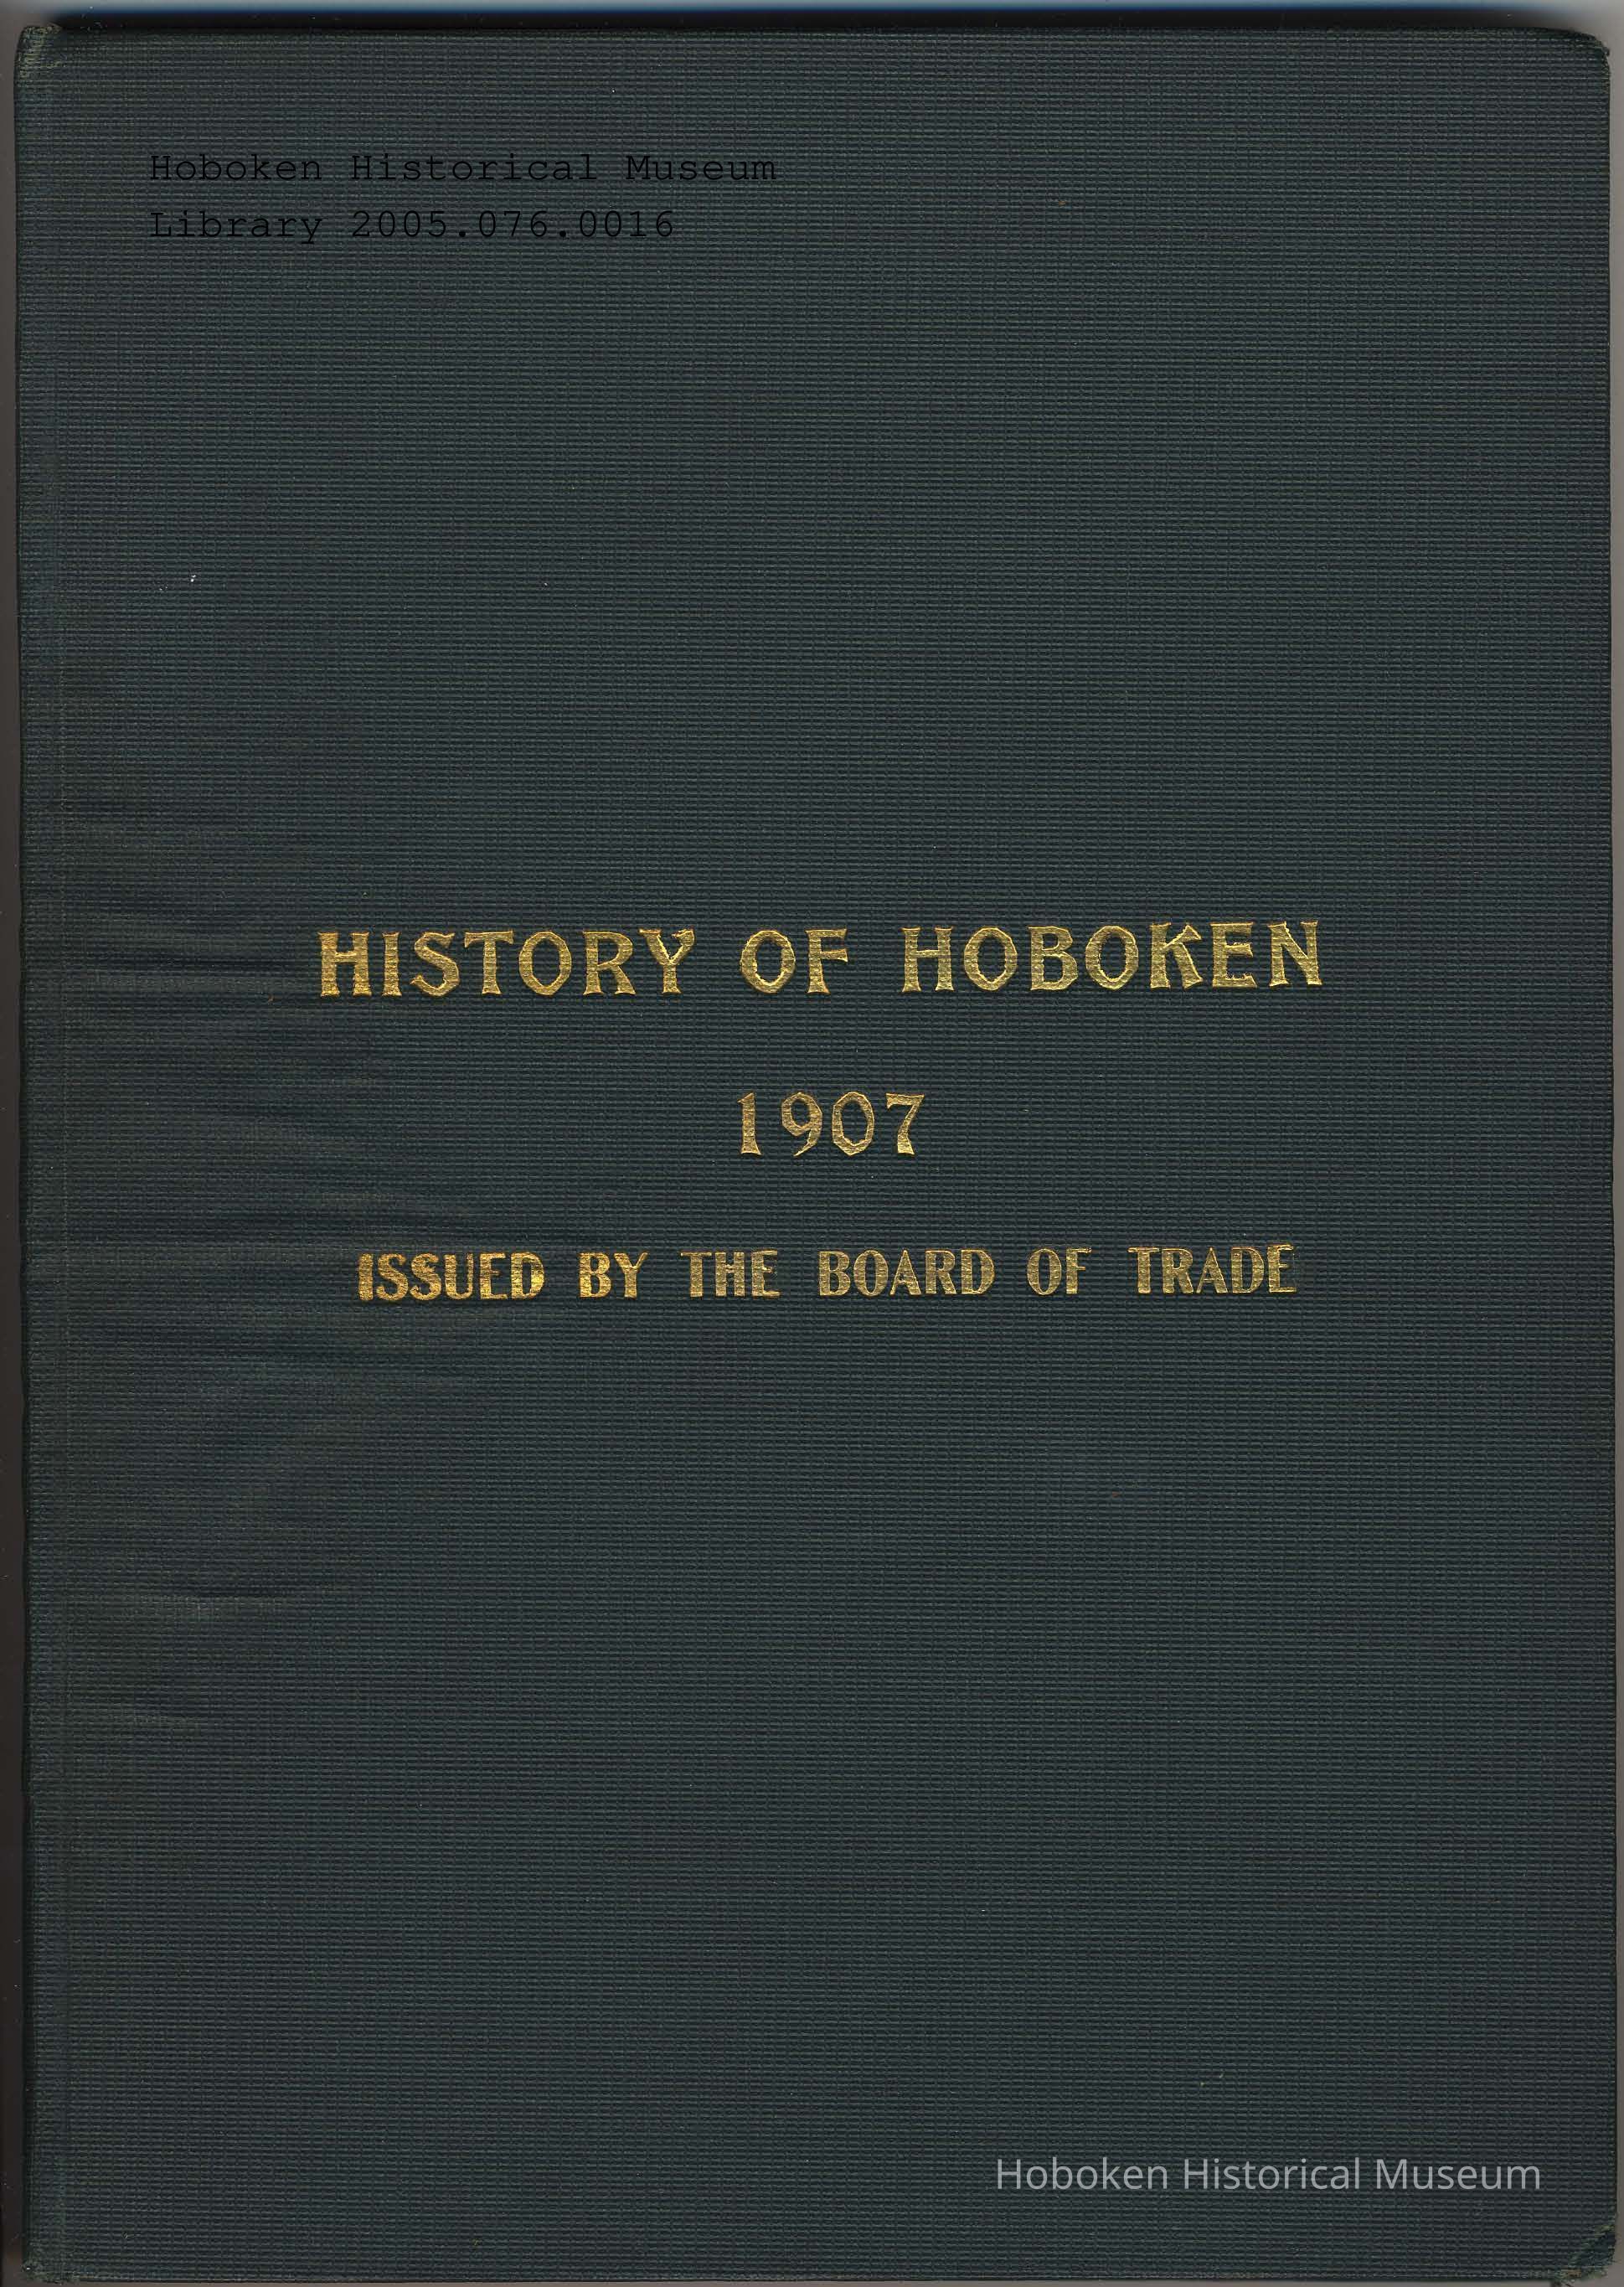 Hoboken Historical Museum
Library 2005.076.0016
HISTORY OF HOBOKEN
1907
ISSUED BY THE BOARD OF TRADE
Hoboken Historical Museum